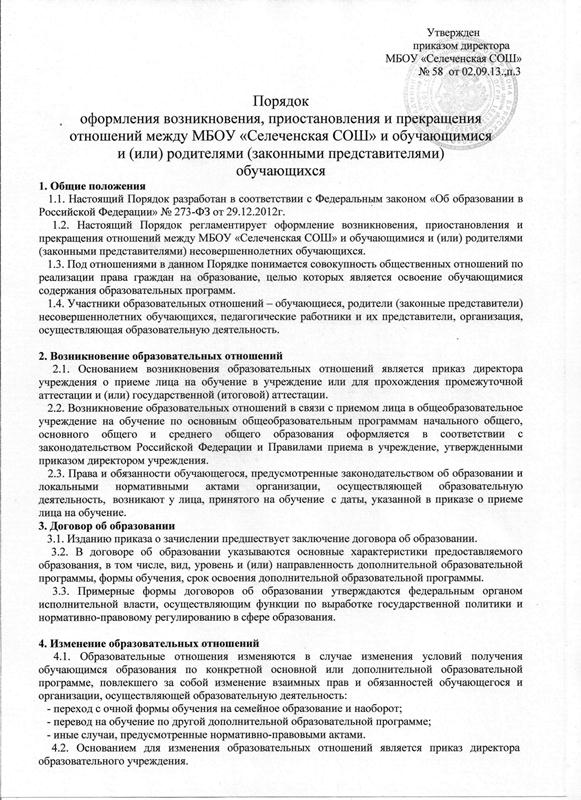 Утвержден
приказом директора
МБОУ «Селеченская СОШ»
№ 58 от 02,09.13.,п.3
Порядок
оформления возникновения, приостановления и прекращения
отношений между МБОУ «Селеченская СОШ» и обучающимися
и (или) родителями (законными представителями)
обучающихся
1. Общие положения
1.1. Настоящий Порядок разработан в соответствии с Федеральным законом «Об образовании в
Российской Федерации» № 273-ФЗ от 29.12.2012г.
1.2. Настоящий Порядок регламентирует оформление возникновения, приостановления и
прекращения отношений между МБОУ «Селеченская СОШ» и обучающимися и (или) родителями
(законными представителями) несовершеннолетних обучающихся.
1.3. Под отношениями в данном Порядке понимается совокупность общественных отношений по
реализации права граждан на образование, целью которых является освоение обучающимися
содержания образовательных программ.
1.4. Участники образовательных отношений – обучающиеся, родители (законные представители)
несовершеннолетних обучающихся, педагогические работники и их представители, организация,
осуществляющая образовательную деятельность.
2. Возникновение образовательных отношений
2.1. Основанием возникновения образовательных отношений является приказ директора
учреждения о приеме лица на обучение в учреждение или для прохождения промежуточной
аттестации и (или) государственной (итоговой) аттестации.
2.2. Возникновение образовательных отношений в связи с приемом лица в общеобразовательное
учреждение на обучение по основным общеобразовательным программам начального общего,
основного общего и среднего общего образования оформляется в соответствии с
законодательством Российской Федерации и Правилами приема в учреждение, утвержденными
приказом директором учреждения.
2.3. Права и обязанности обучающегося, предусмотренные законодательством об образовании и
локальными нормативными актами организации, осуществляющей образовательную
деятельность, возникают у лица, принятого на обучение с даты, указанной в приказе о приеме
лица на обучение.
3. Договор об образовании
3.1. Изданию приказа о зачислении предшествует заключение договора об образовании.
3.2. В договоре об образовании указываются основные характеристики предоставляемого
образования, в том числе, вид, уровень и (или) направленность дополнительной образовательной
программы, формы обучения, срок освоения дополнительной образовательной программы.
3.3. Примерные формы договоров об образовании утверждаются федеральным органом
исполнительной власти, осуществляющим функции по выработке государственной политики и
нормативно-правовому регулированию в сфере образования.
4. Изменение образовательных отношений
4.1. Образовательные отношения изменяются в случае изменения условий получения
обучающимся образования по конкретной основной или дополнительной образовательной
программе, повлекшего за собой изменение взаимных прав и обязанностей обучающегося и
организации, осуществляющей образовательную деятельность:
- переход с очной формы обучения на семейное образование и наоборот;
- перевод на обучение по другой дополнительной образовательной программе;
- иные случаи, предусмотренные нормативно-правовыми актами.
4.2. Основанием для изменения образовательных отношений является приказ директора
образовательного учреждения.